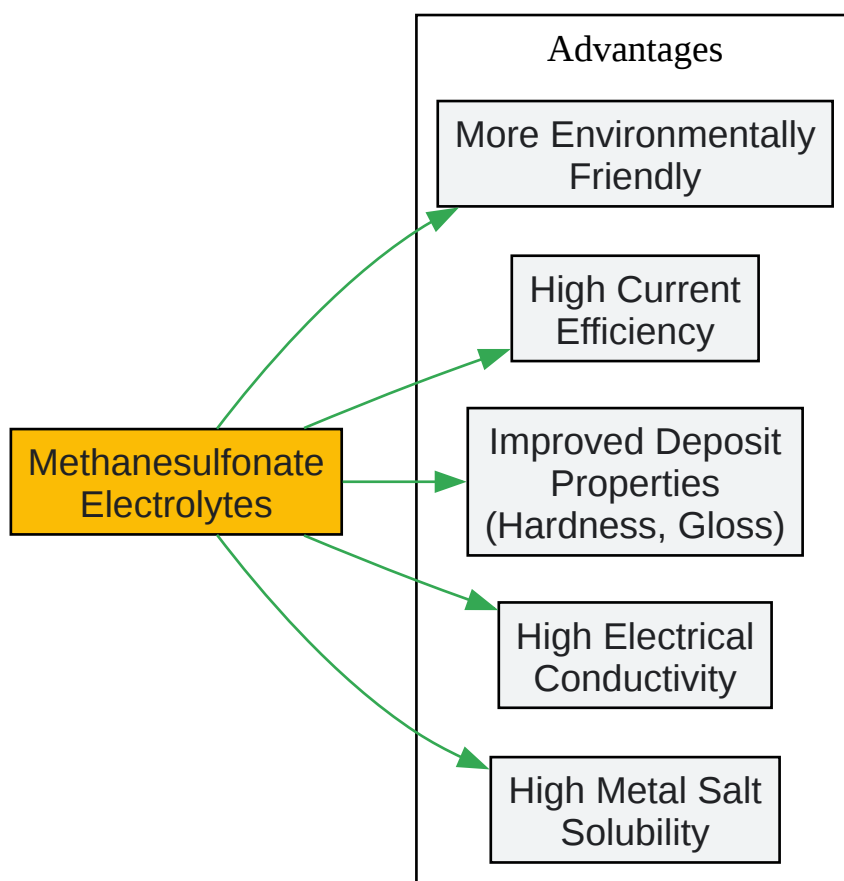 Advantages
More Environmentally
Friendly
High Current
Efficiency
Methanesulfonate
Electrolytes
Improved Deposit
Properties
(Hardness, Gloss)
High Electrical
Conductivity
High Metal Salt
Solubility